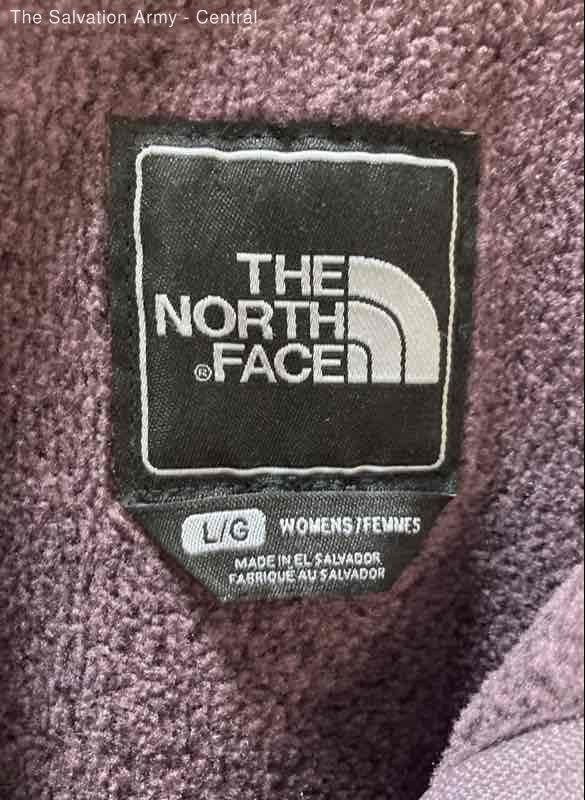 The Salvation Army - Central
THE
NORTH
®FACE
L/G WOMENS/FEMMES
MADE IN EL SALVADOR
FABRIQUÉ AU SALVADOR